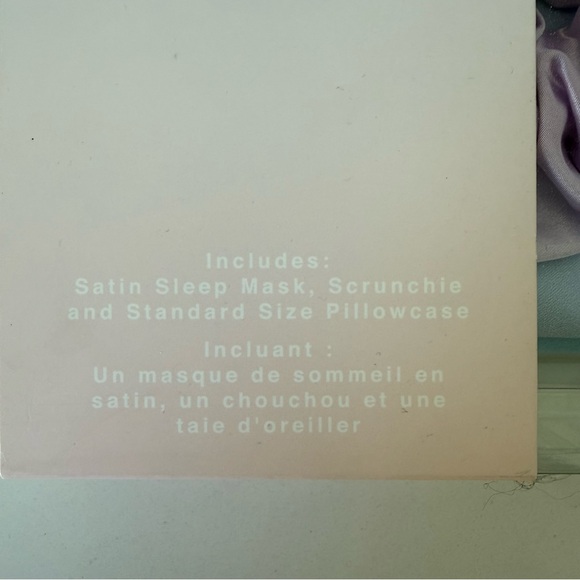 Includes:
Satin Sleep Mask, Scrunchie
and Standard Size Pillowcase
Incluant :
Un masque de sommeil en
satin, un chouchou et une
taie d'oreiller